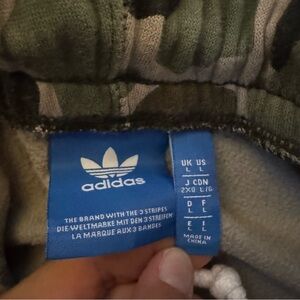 adidas
THE BRAND WITH THE 3 STRIPES
DIE WELTMARKE MIT DEN 3 STREIFEN
LA MARQUE AUX 3 BANDES
UK US
L L
J CDN
2XO L/G
D F
L L
E I
L L
MADE IN
CHINA